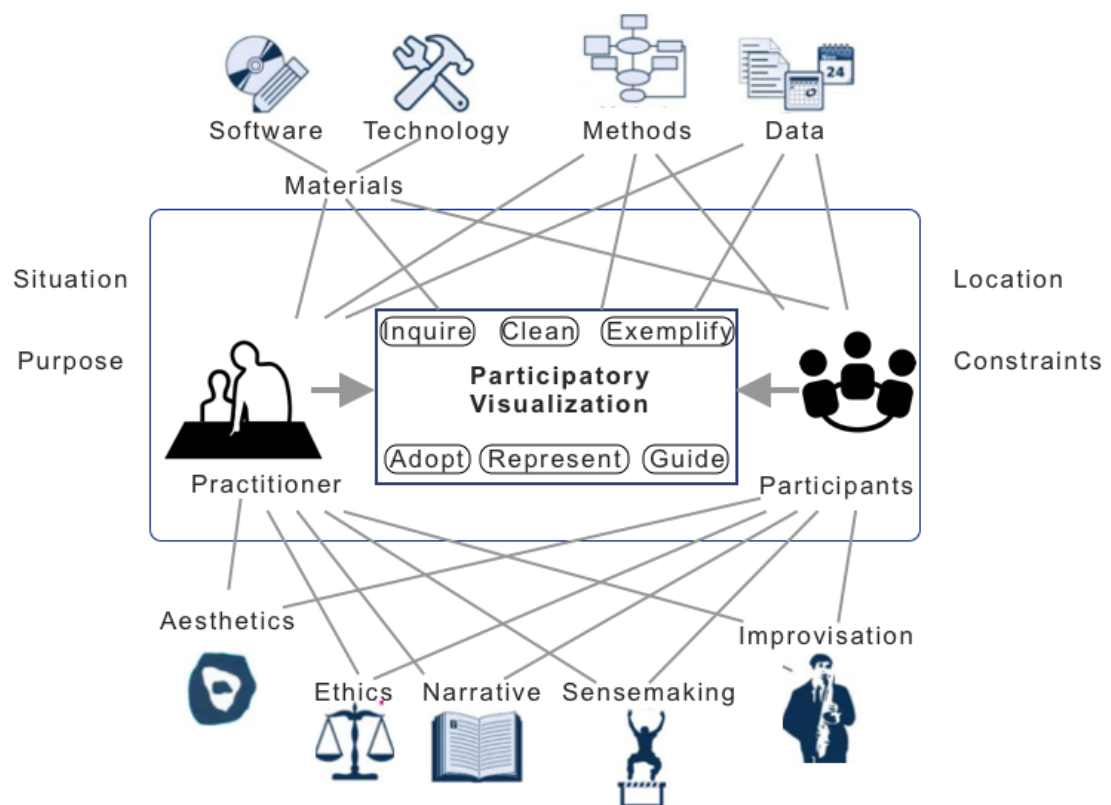 24
Software
Technology
Methods
Data
Materials
Situation
Location
Inquire
Clean
Exemplify
Purpose
Constraints
Participatory
Visualization
Adopt
Represent
Guide
Practitioner
Participants
Aesthetics
Improvisation
Ethics
Narrative
Sensemaking